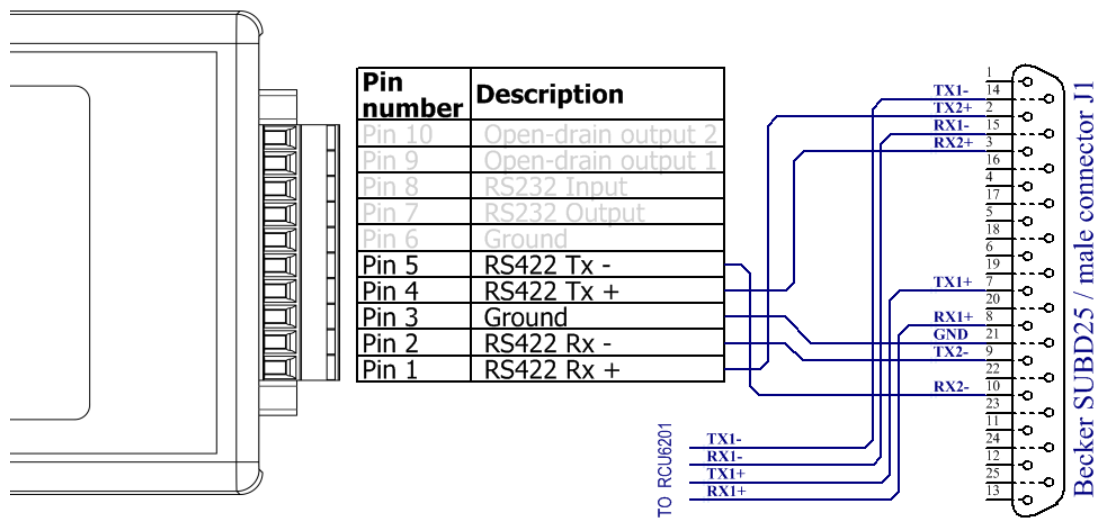 Pin number Description
Pin 10 Open-drain output 2
Pin 9 Open-drain output 1
Pin 8 RS232 Input
Pin 7 RS232 Output
Pin 6 Ground
Pin 5 RS422 Tx -
Pin 4 RS422 Tx +
Pin 3 Ground
Pin 2 RS422 Rx -
Pin 1 RS422 Rx +
TO RCU6201
TX1-
RX1-
TX1+
RX1+
1
TX1- 14
TX2+ 2
RX1- 15
RX2+ 3
16
4
17
5
18
6
19
TX1+ 7
20
RX1+ 8
GND 21
TX2- 9
22
RX2- 10
23
11
24
12
25
13
Becker SUBD25 / male connector J1